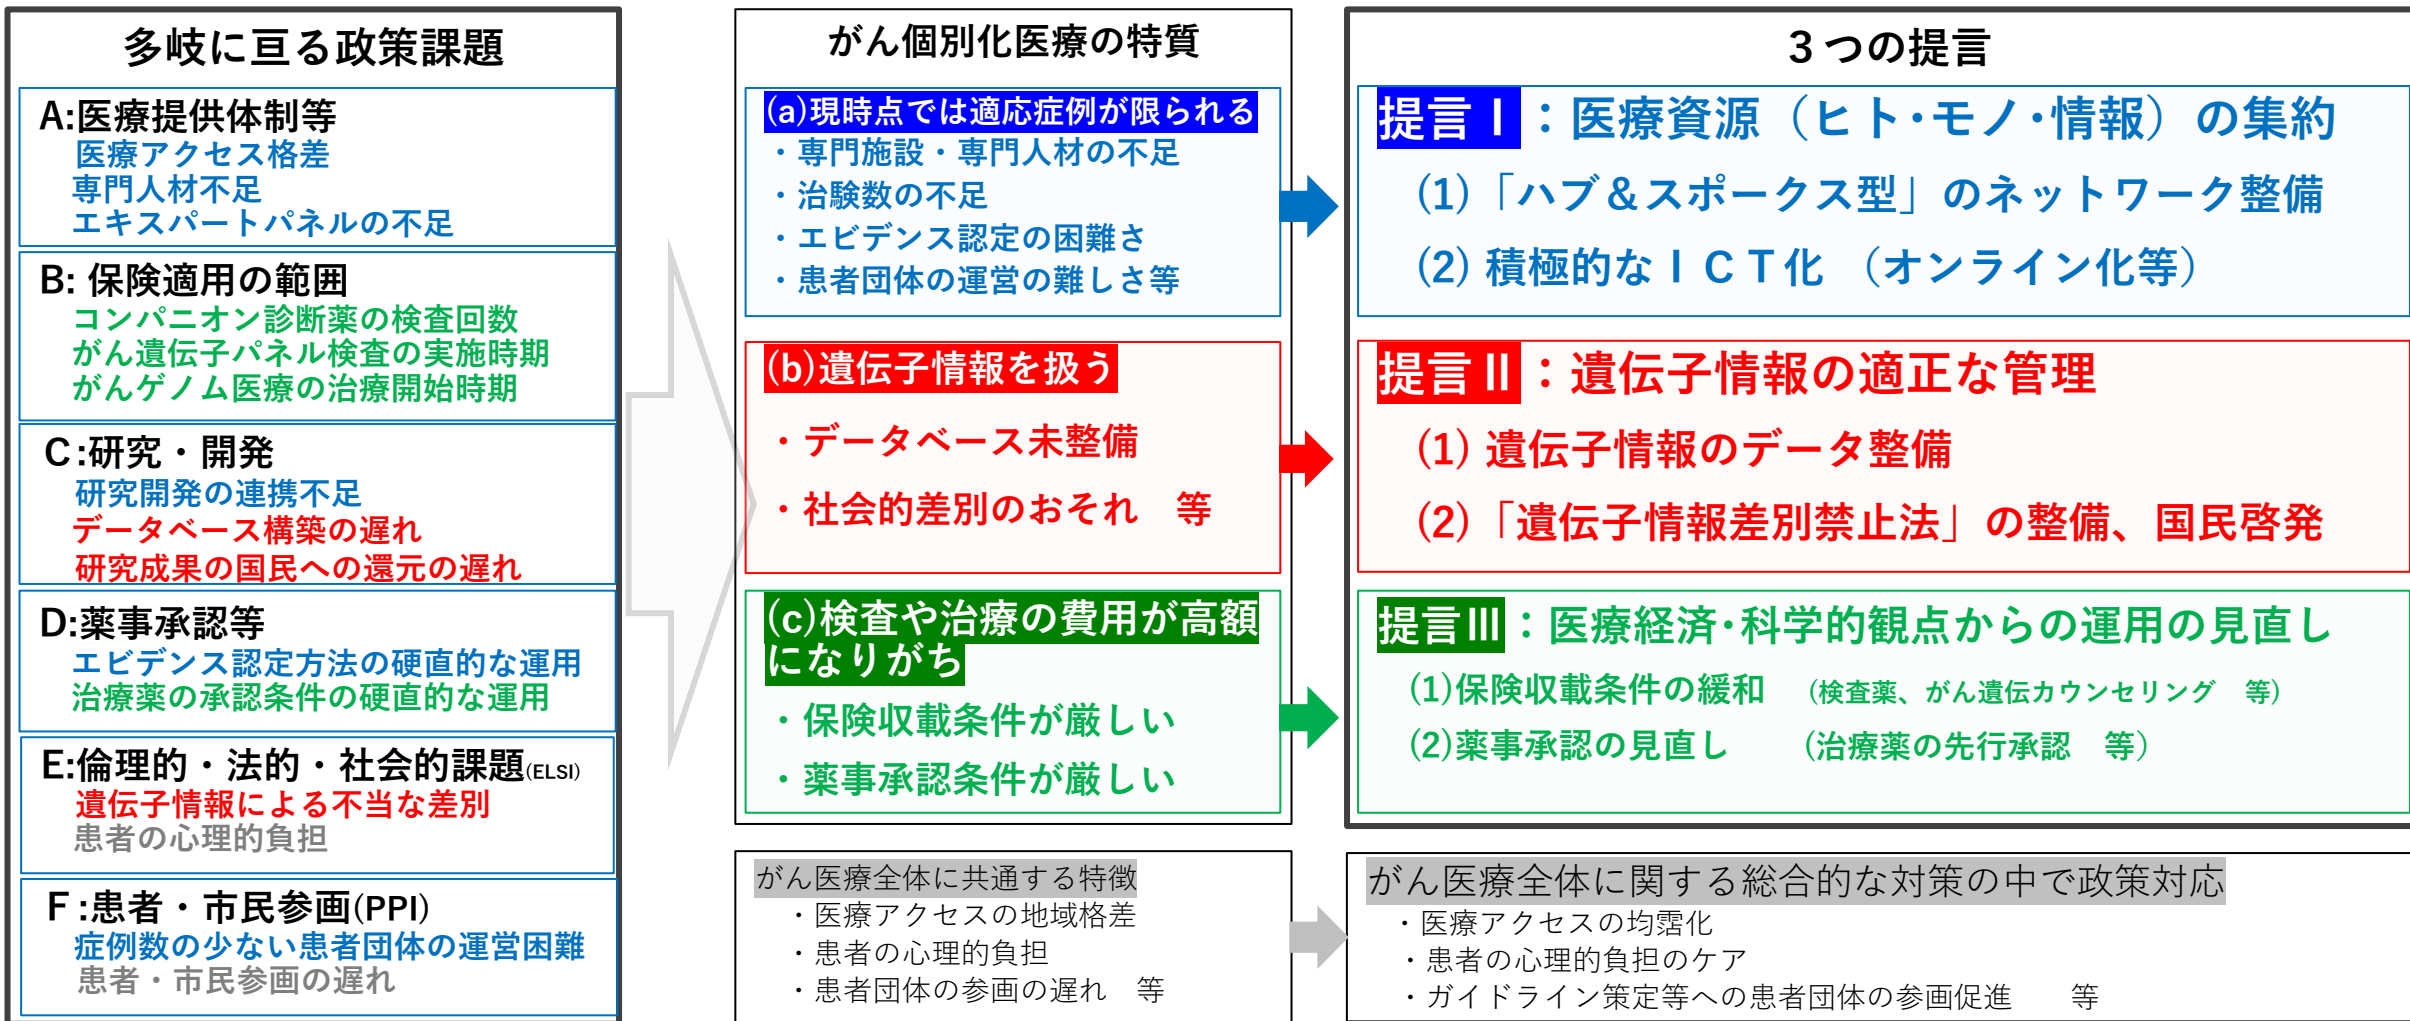 多岐に亘る政策課題
A:医療提供体制等
医療アクセス格差
専門人材不足
エキスパートパネルの不足
B: 保険適用の範囲
コンパニオン診断薬の検査回数
がん遺伝子パネル検査の実施時期
がんゲノム医療の治療開始時期
C:研究・開発
研究開発の連携不足
データベース構築の遅れ
研究成果の国民への還元の遅れ
D:薬事承認等
エビデンス認定方法の硬直的な運用
治療薬の承認条件の硬直的な運用
E:倫理的・法的・社会的課題(ELSI)
遺伝子情報による不当な差別
患者の心理的負担
F:患者・市民参画(PPI)
症例数の少ない患者団体の運営困難
患者・市民参画の遅れ
がん個別化医療の特質
(a)現時点では適応症例が限られる
・専門施設・専門人材の不足
・治験数の不足
・エビデンス認定の困難さ
・患者団体の運営の難しさ等
(b)遺伝子情報を扱う
・データベース未整備
・社会的差別のおそれ　等
(c)検査や治療の費用が高額
になりがち
・保険収載条件が厳しい
・薬事承認条件が厳しい
がん医療全体に共通する特徴
・医療アクセスの地域格差
・患者の心理的負担
・患者団体の参画の遅れ　等
３つの提言
提言Ⅰ：医療資源（ヒト・モノ・情報）の集約
(1)「ハブ＆スポークス型」のネットワーク整備
(2) 積極的なＩＣＴ化　（オンライン化等）
提言Ⅱ：遺伝子情報の適正な管理
(1) 遺伝子情報のデータ整備
(2)「遺伝子情報差別禁止法」の整備、国民啓発
提言Ⅲ：医療経済・科学的観点からの運用の見直し
(1)保険収載条件の緩和　(検査薬、がん遺伝カウンセリング　等)
(2)薬事承認の見直し　　(治療薬の先行承認　等)
がん医療全体に関する総合的な対策の中で政策対応
・医療アクセスの均霑化
・患者の心理的負担のケア
・ガイドライン策定等への患者団体の参画促進　　等